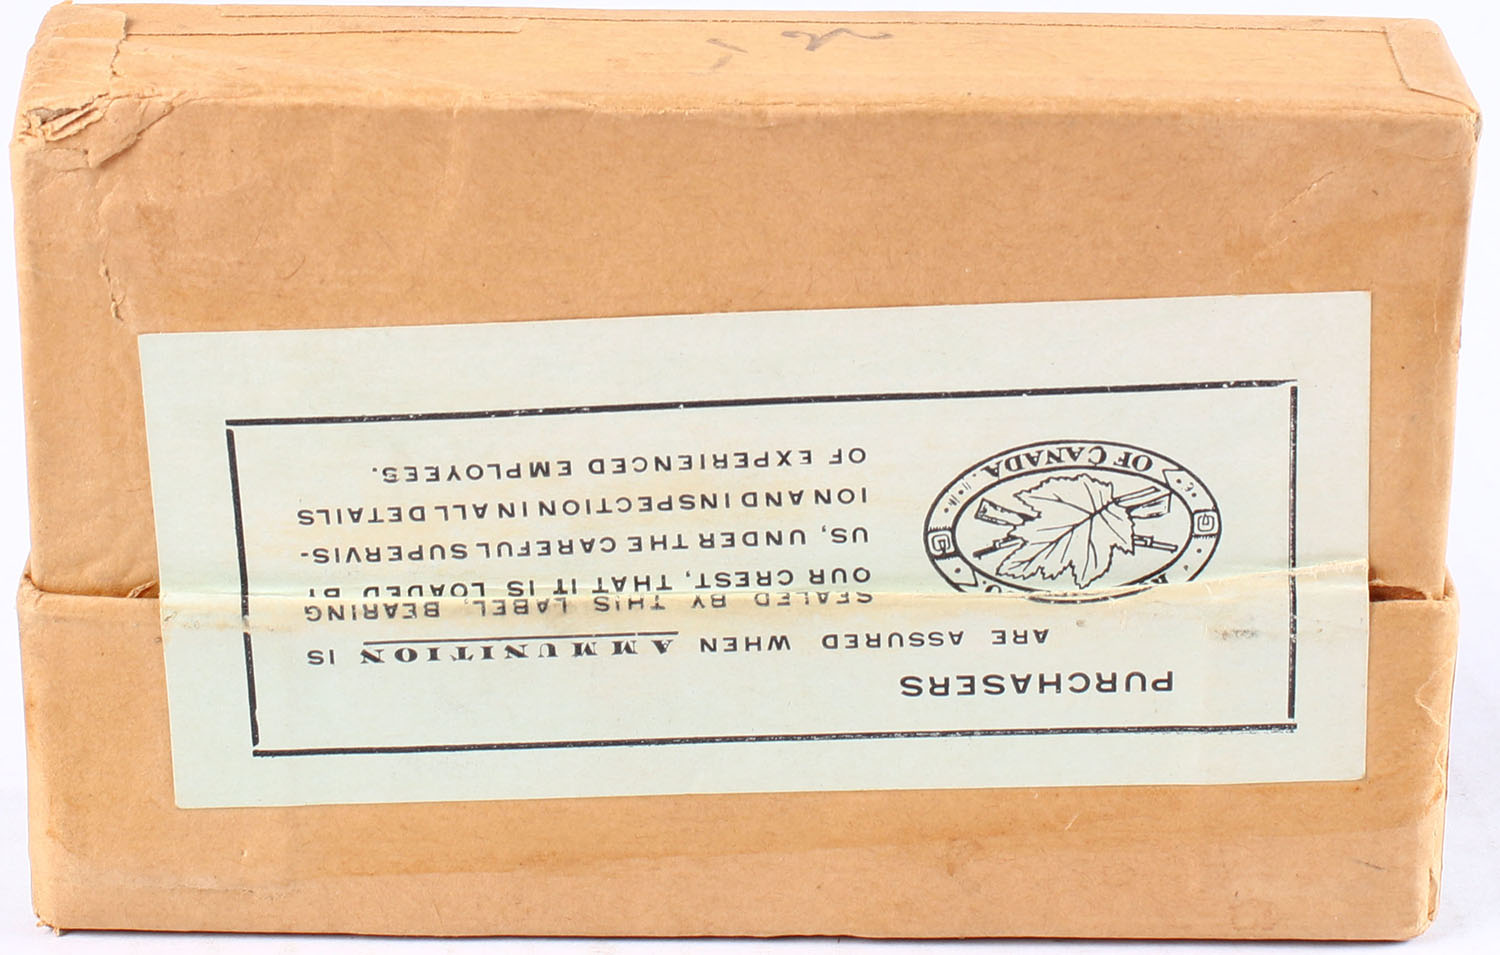 PURCHASERS
ARE ASSURED WHEN AMMUNITION IS
SEALED BY THIS LABEL, BEARING
OUR CREST, THAT IT IS LOADED BY
US, UNDER THE CAREFUL SUPERVIS-
ION AND INSPECTION IN ALL DETAILS
OF EXPERIENCED EMPLOYEES.
OF CANADA.